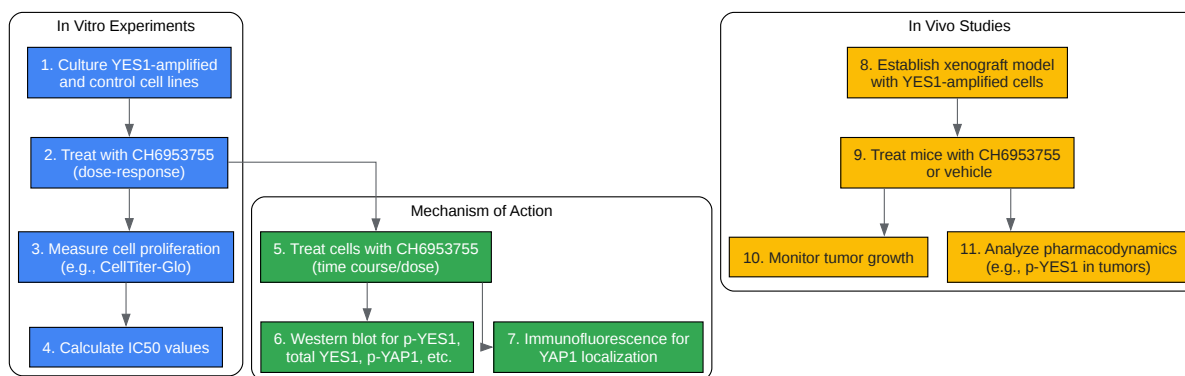 In Vitro Experiments
1. Culture YES1-amplified
and control cell lines
2. Treat with CH6953755
(dose-response)
3. Measure cell proliferation
(e.g., CellTiter-Glo)
4. Calculate IC50 values
Mechanism of Action
5. Treat cells with CH6953755
(time course/dose)
6. Western blot for p-YES1,
total YES1, p-YAP1, etc.
7. Immunofluorescence for
YAP1 localization
In Vivo Studies
8. Establish xenograft model
with YES1-amplified cells
9. Treat mice with CH6953755
or vehicle
10. Monitor tumor growth
11. Analyze pharmacodynamics
(e.g., p-YES1 in tumors)